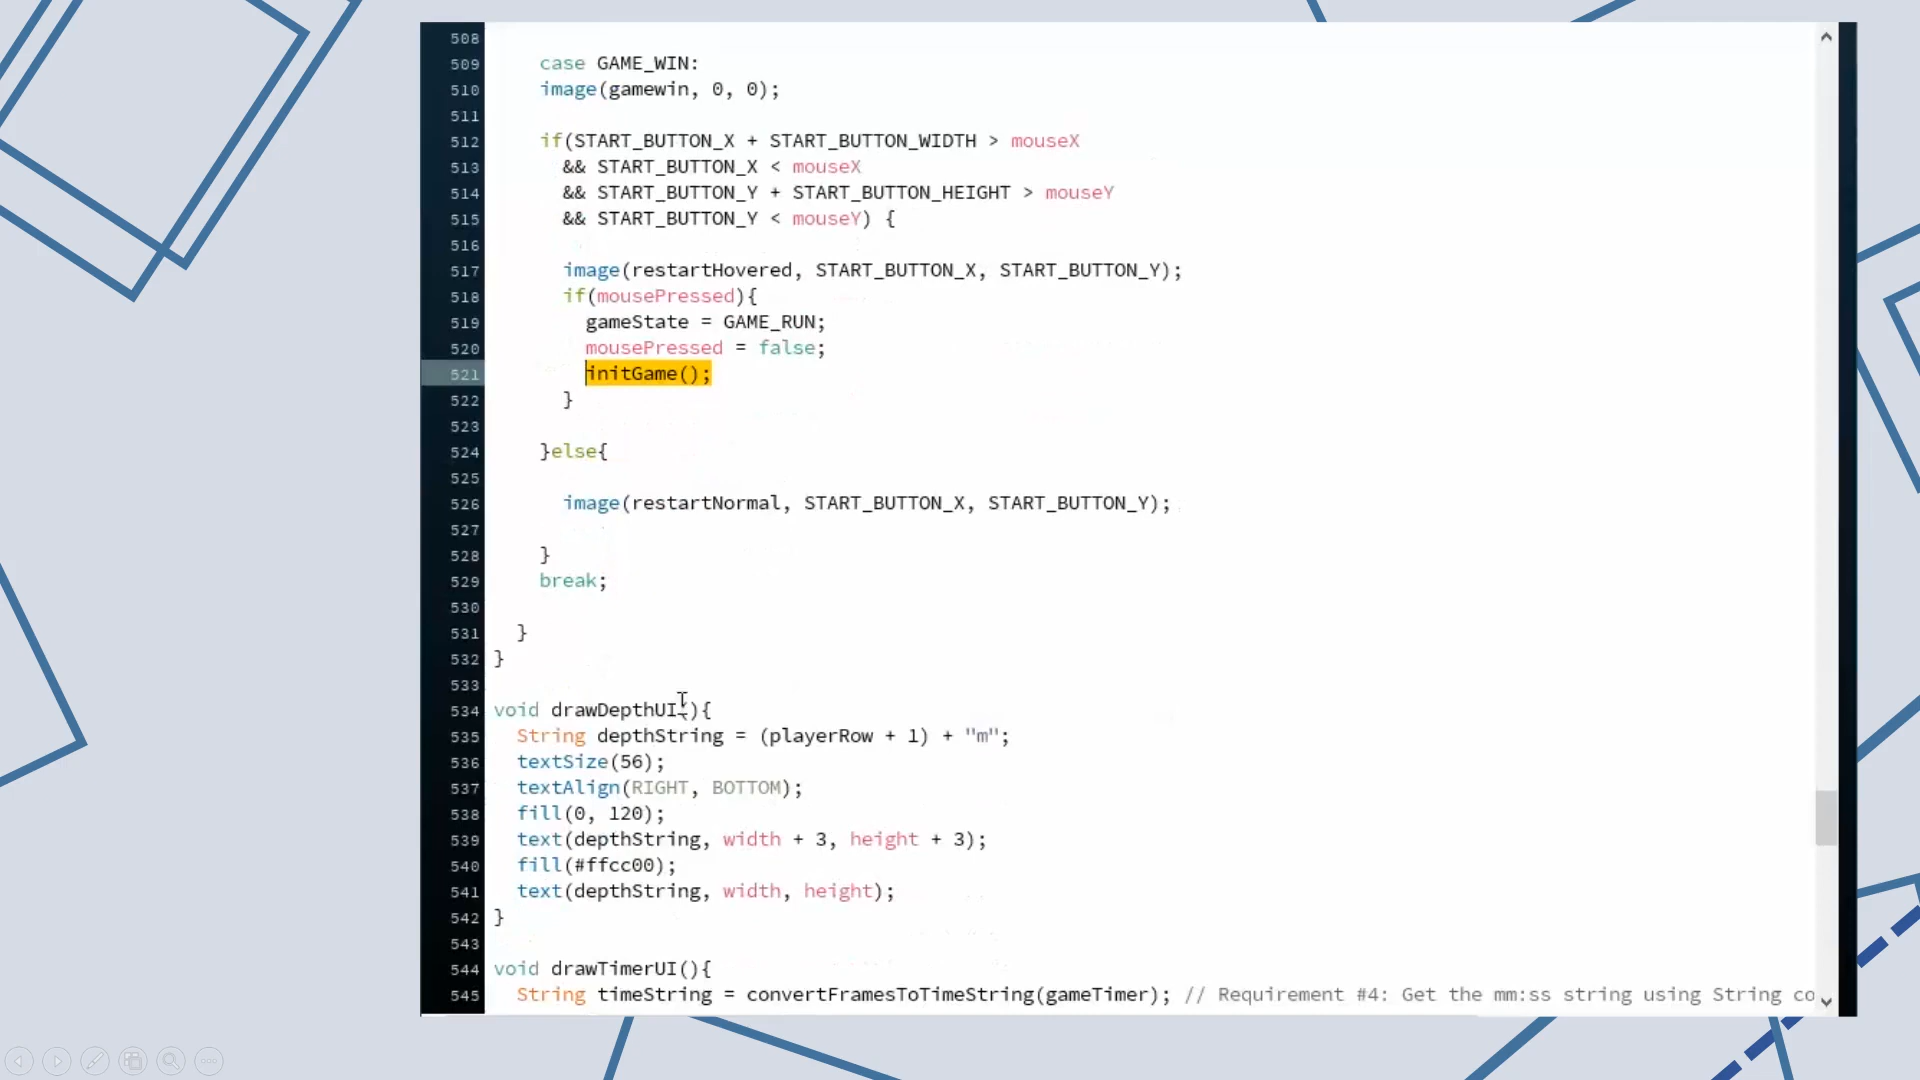 508
509 case GAME_WIN:
510 image(gamewin, 0, 0);
511
512 if(START_BUTTON_X + START_BUTTON_WIDTH > mouseX
513 && START_BUTTON_X < mouseX
514 && START_BUTTON_Y + START_BUTTON_HEIGHT > mouseY
515 && START_BUTTON_Y < mouseY) {
516
517 image(restartHovered, START_BUTTON_X, START_BUTTON_Y);
518 if(mousePressed){
519 gameState = GAME_RUN;
520 mousePressed = false;
521 initGame();
522 }
523
524 }else{
525
526 image(restartNormal, START_BUTTON_X, START_BUTTON_Y);
527
528 }
529 break;
530
531 }
532 }
533
534 void drawDepthUI(){
535 String depthString = (playerRow + 1) + "m";
536 textSize(56);
537 textAlign(RIGHT, BOTTOM);
538 fill(0, 120);
539 text(depthString, width + 3, height + 3);
540 fill(#ffcc00);
541 text(depthString, width, height);
542 }
543
544 void drawTimerUI(){
545 String timeString = convertFramesToTimeString(gameTimer); // Requirement #4: Get the mm:ss string using String co